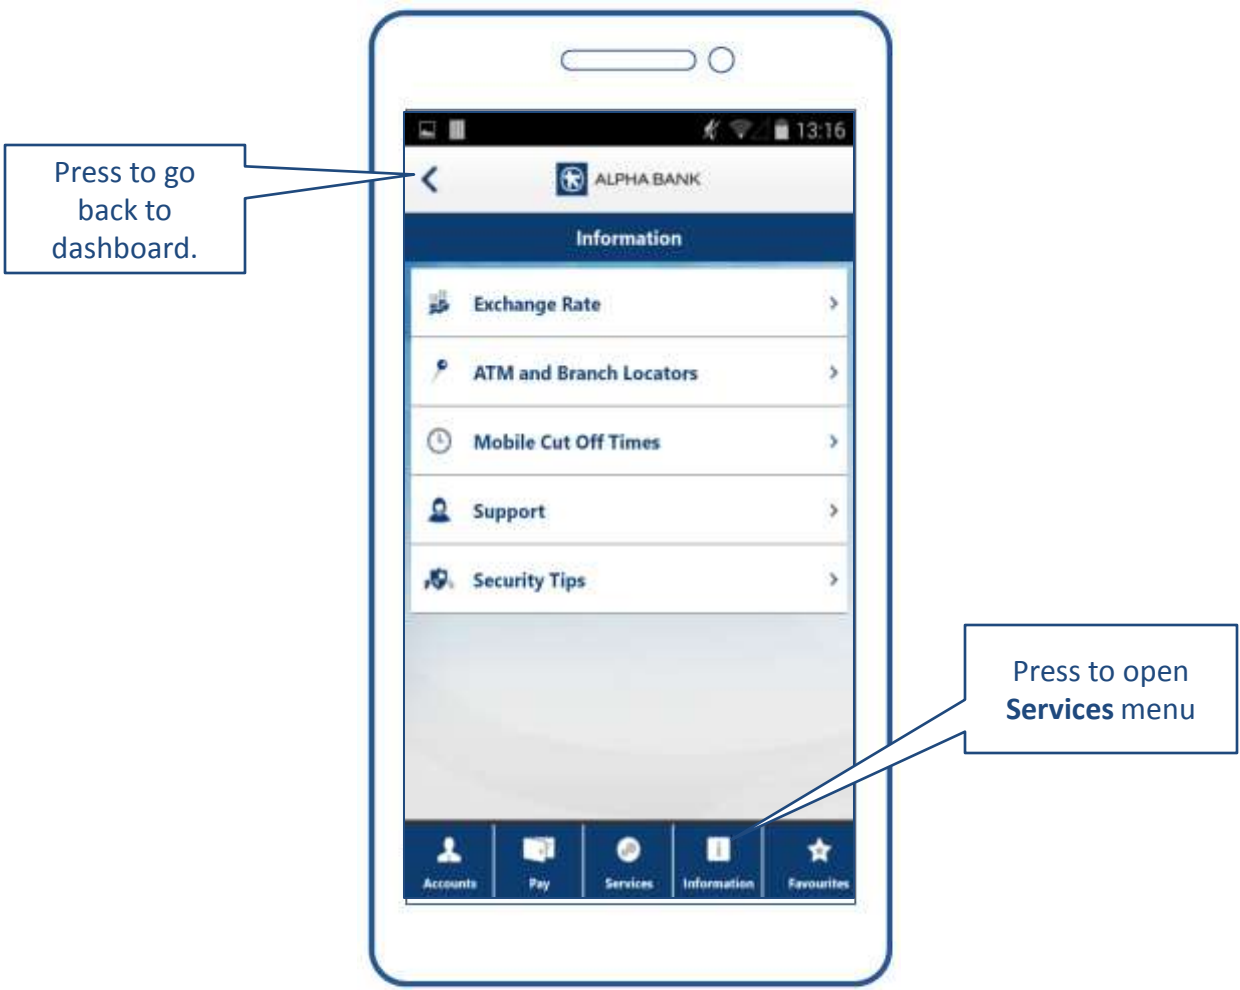 13:16
Press to go
back to
dashboard.
ALPHA BANK
Information
Exchange Rate
ATM and Branch Locators
Mobile Cut Off Times
Support
Security Tips
Press to open
Services menu
Accounts
Pay
Services
Information
Favourites